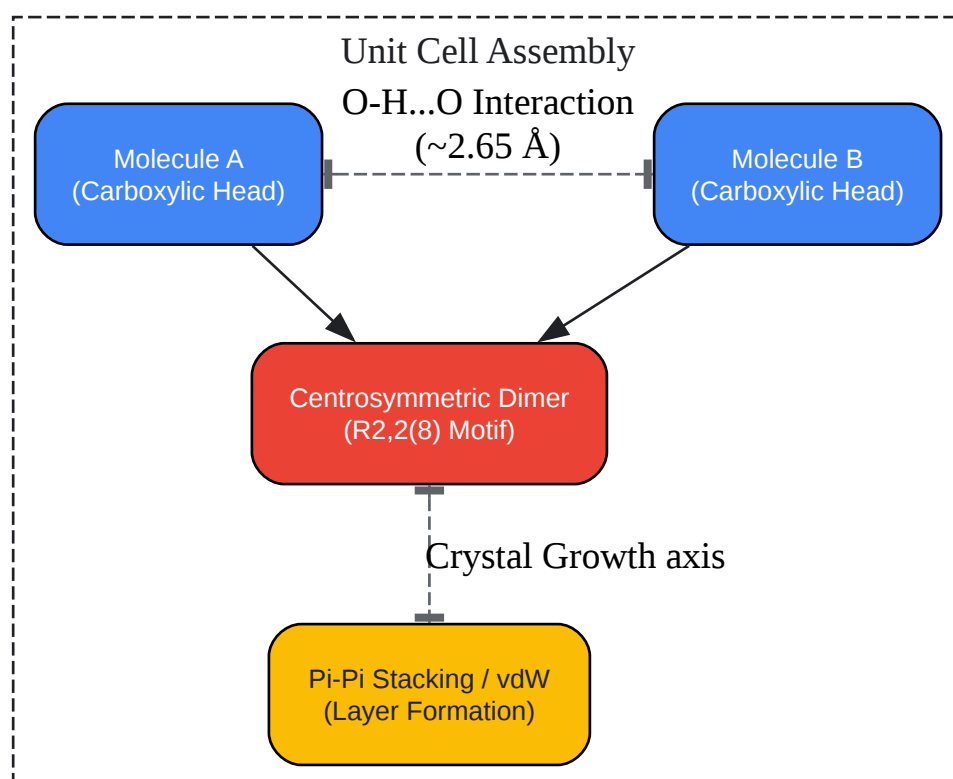 Unit Cell Assembly
O-H...O Interaction
(~2.65 Å)
Molecule A
(Carboxylic Head)
Molecule B
(Carboxylic Head)
Centrosymmetric Dimer
(R2,2(8) Motif)
Crystal Growth axis
Pi-Pi Stacking / vdW
(Layer Formation)